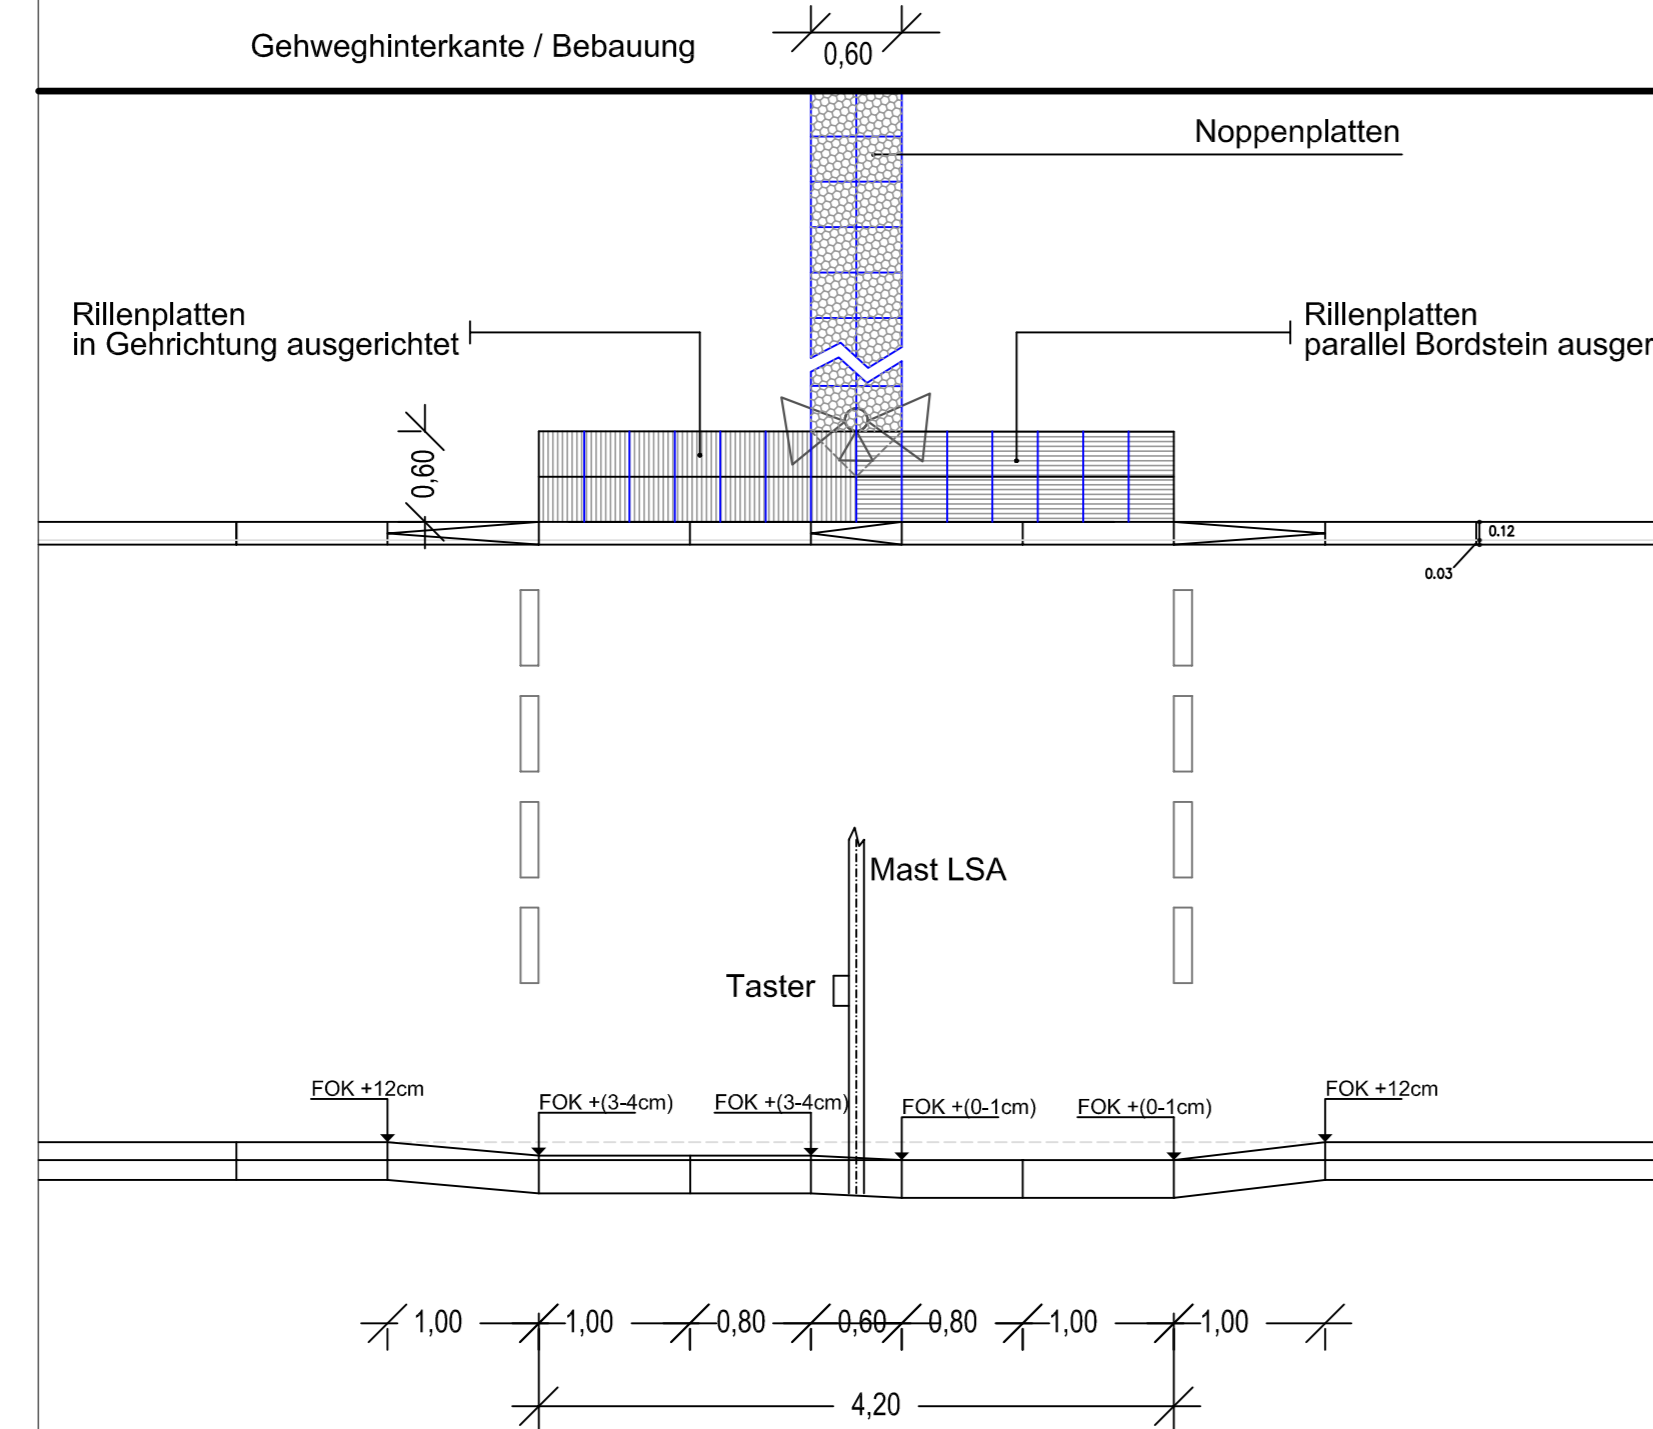 Gehweghinterkante / Bebauung
0,60
Noppenplatten
Rillenplatten
in Gehrichtung ausgerichtet
Rillenplatten
parallel Bordstein ausger
0,60
0.12
0.03
Mast LSA
Taster
FOK +12cm
FOK +(3-4cm)
FOK +(3-4cm)
FOK +(0-1cm)
FOK +(0-1cm)
FOK +12cm
1,00
1,00
0,80
0,60
0,80
1,00
1,00
4,20